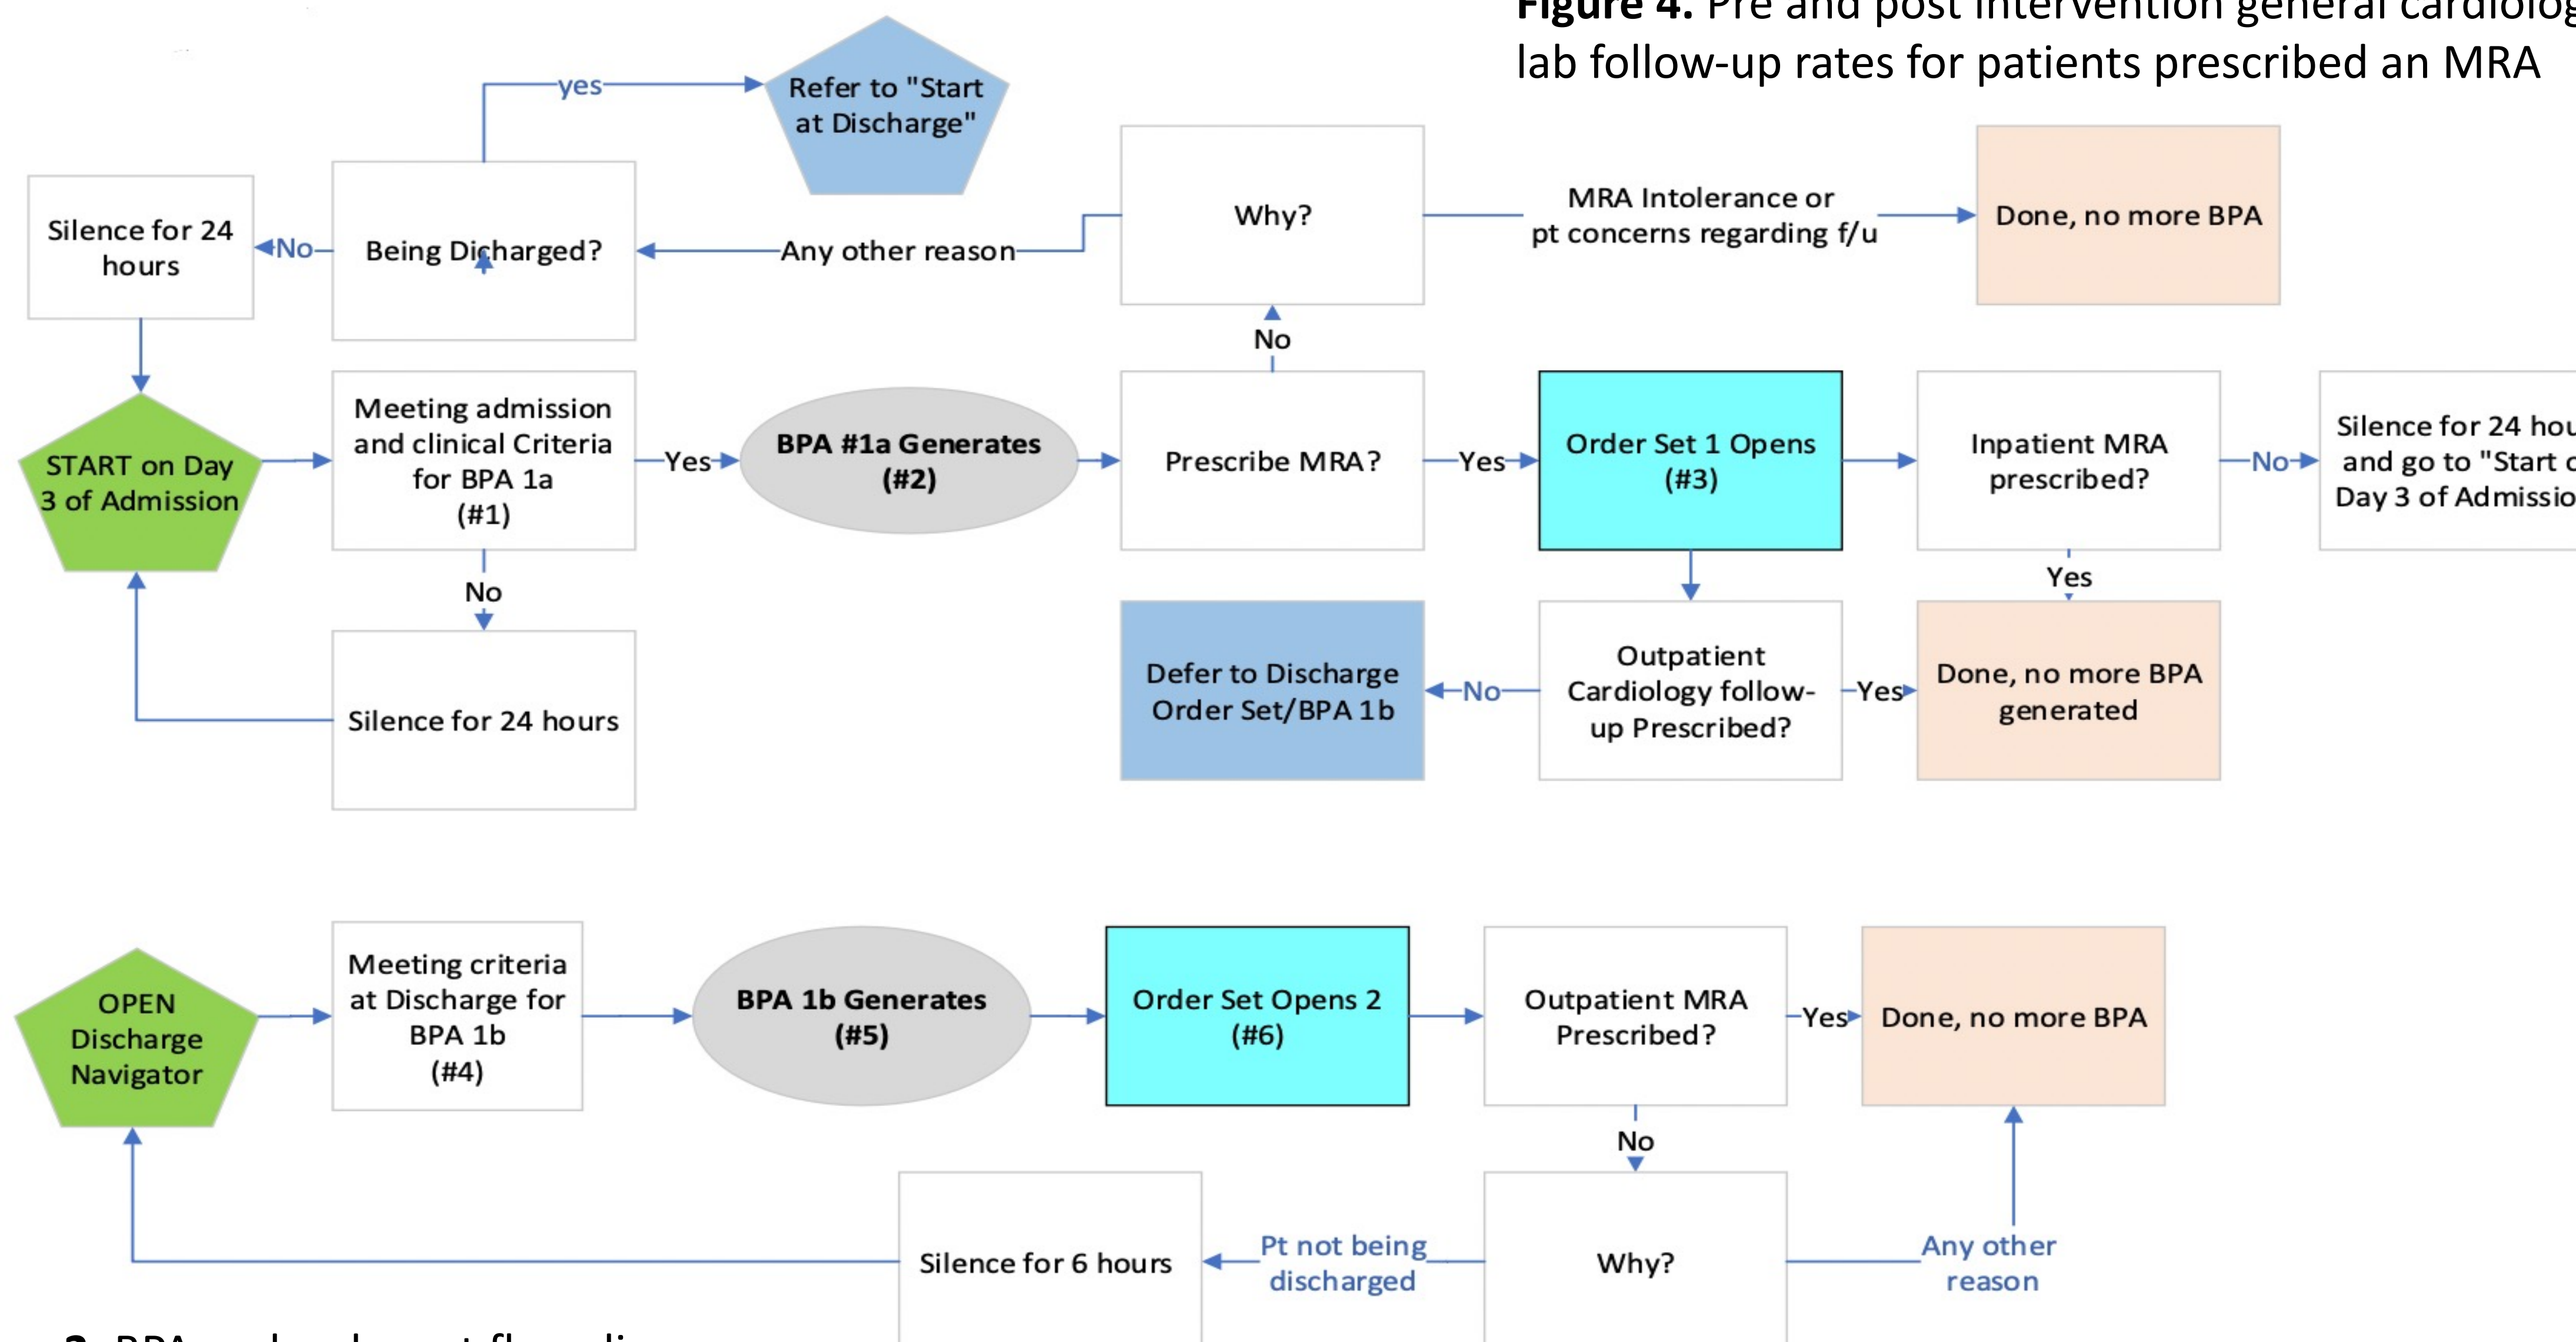 Figure 4. Pre and post intervention general cardiolog
lab follow-up rates for patients prescribed an MRA
yes
Refer to "Start
at Discharge"
Silence for 24
hours
No
Being Dicharged?
Any other reason
Why?
MRA Intolerance or
pt concerns regarding f/u
Done, no more BPA
No
START on Day
3 of Admission
Meeting admission
and clinical Criteria
for BPA 1a
(#1)
Yes
BPA #1a Generates
(#2)
Prescribe MRA?
Yes
Order Set 1 Opens
(#3)
Inpatient MRA
prescribed?
No
Silence for 24 hou
and go to "Start
Day 3 of Admissio
No
Yes
Silence for 24 hours
Defer to Discharge
Order Set/BPA 1b
No
Outpatient
Cardiology follow-
up Prescribed?
Yes
Done, no more BPA
generated
OPEN
Discharge
Navigator
Meeting criteria
at Discharge for
BPA 1b
(#4)
BPA 1b Generates
(#5)
Order Set Opens 2
(#6)
Outpatient MRA
Prescribed?
Yes
Done, no more BPA
No
Silence for 6 hours
Pt not being
discharged
Why?
Any other
reason